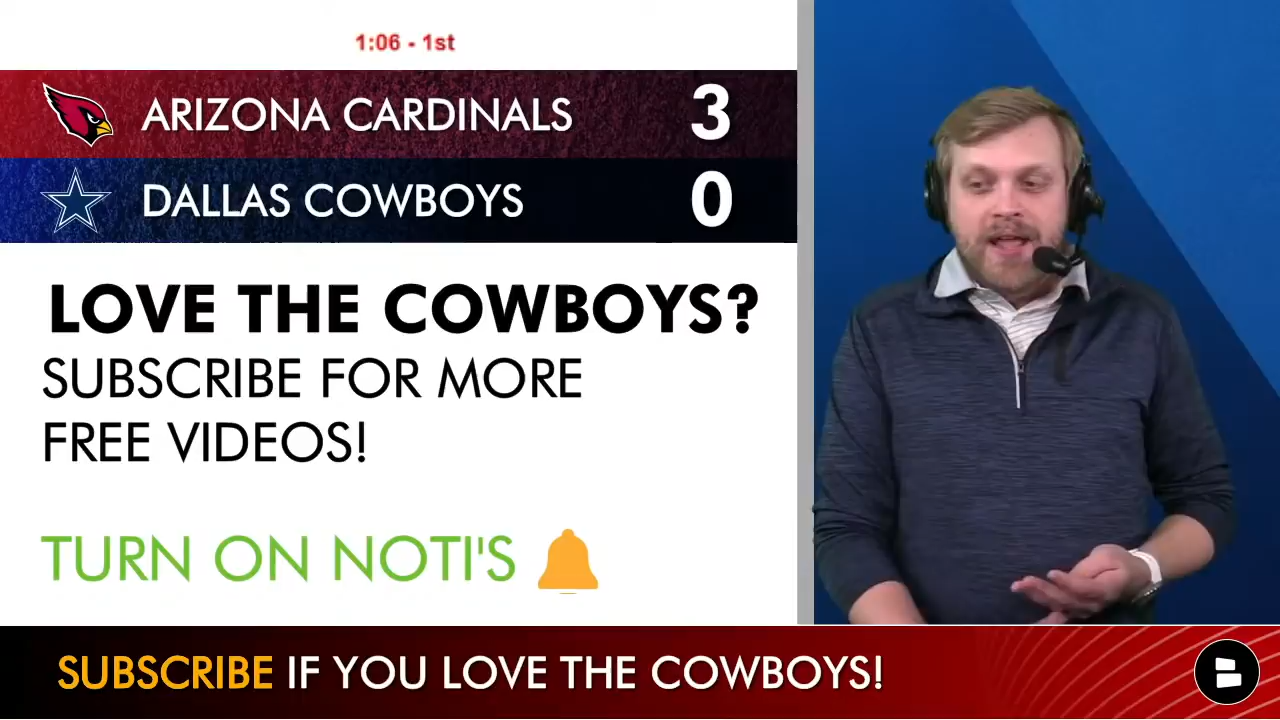 1:06 - 1st
ARIZONA CARDINALS 3
DALLAS COWBOYS 0
LOVE THE COWBOYS?
SUBSCRIBE FOR MORE
FREE VIDEOS!
TURN ON NOTI'S
SUBSCRIBE IF YOU LOVE THE COWBOYS!